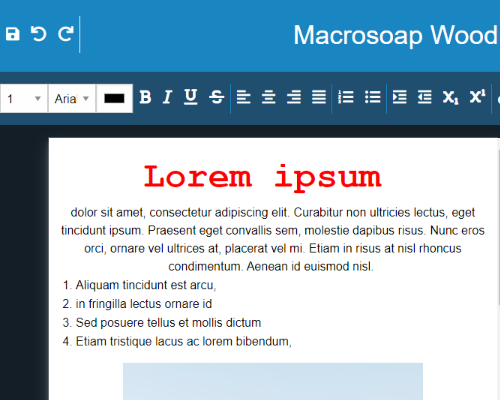 Macrosoap Wood
1 Aria B I U S X₁ X¹
Lorem ipsum
dolor sit amet, consectetur adipiscing elit. Curabitur non ultricies lectus, eget
tincidunt ipsum. Praesent eget convallis sem, molestie dapibus risus. Nunc eros
orci, ornare vel ultrices at, placerat vel mi. Etiam in risus at nisl rhoncus
condimentum. Aenean id euismod nisl.
1. Aliquam tincidunt est arcu,
2. in fringilla lectus ornare id
3. Sed posuere tellus et mollis dictum
4. Etiam tristique lacus ac lorem bibendum,